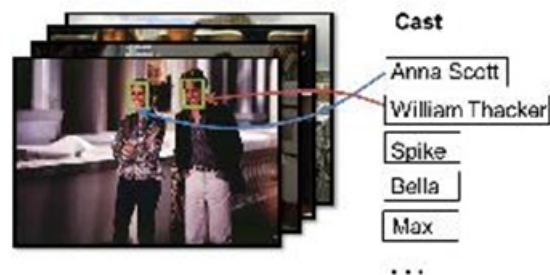 Cast
Anna Scott
William Thacker
Spike
Bella
Max
...